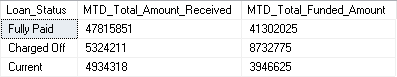 Loan_Status MTD_Total_Amount_Received MTD_Total_Funded_Amount
Fully Paid 47815851 41302025
Charged Off 5324211 8732775
Current 4934318 3946625